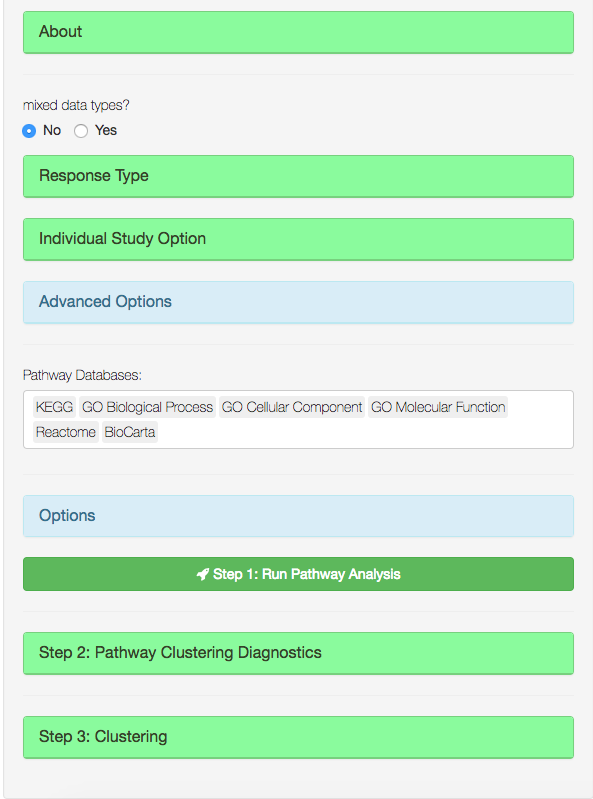 About
mixed data types?
No Yes
Response Type
Individual Study Option
Advanced Options
Pathway Databases:
KEGG GO Biological Process GO Cellular Component GO Molecular Function
Reactome BioCarta
Options
Step 1: Run Pathway Analysis
Step 2: Pathway Clustering Diagnostics
Step 3: Clustering